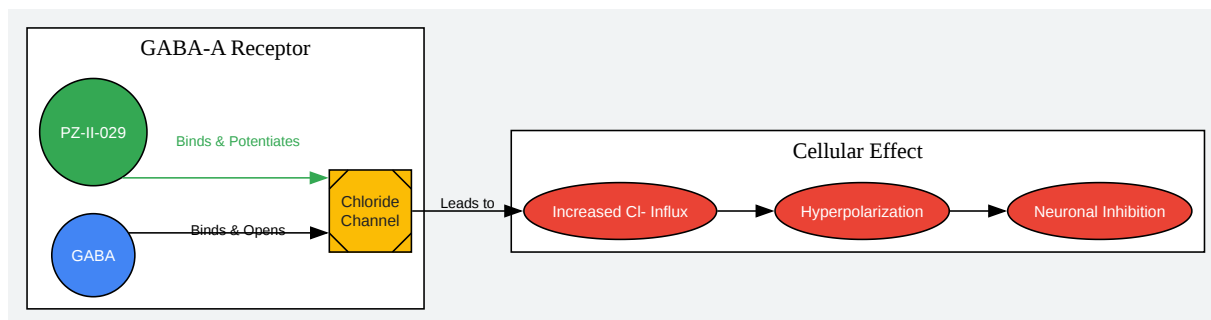 GABA-A Receptor
PZ-II-029
Binds & Potentiates
GABA
Binds & Opens
Chloride
Channel
Leads to
Cellular Effect
Increased Cl- Influx
Hyperpolarization
Neuronal Inhibition